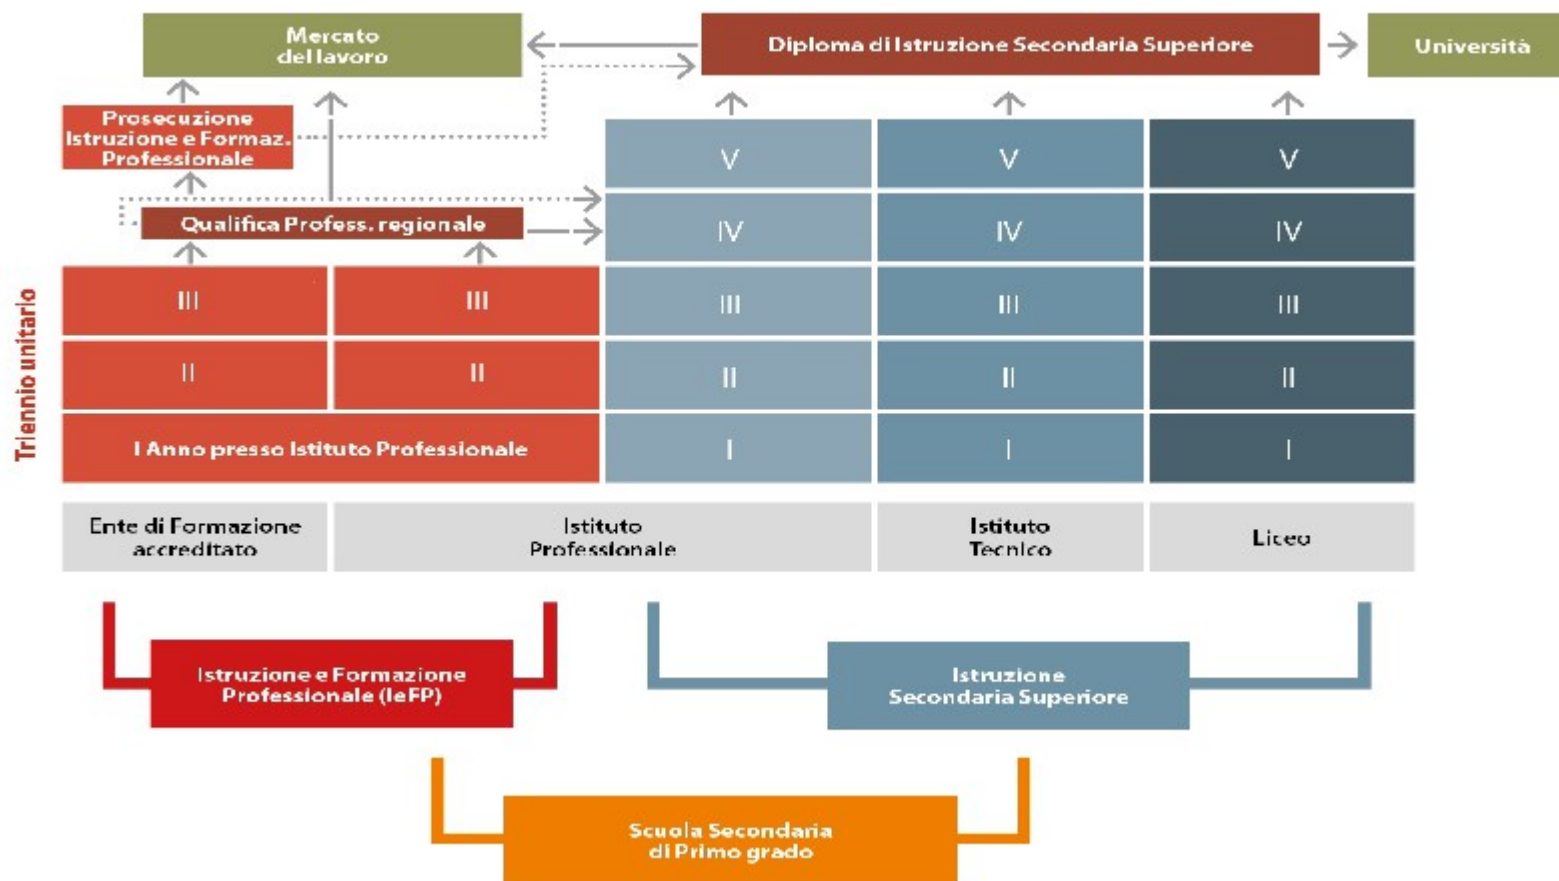 Mercato
del lavoro
Diploma di Istruzione Secondaria Superiore
Università
Prosecuzione
Istruzione e Formaz.
Professionale
Qualifica Profess. regionale
V
V
V
IV
IV
IV
Triennio unitario
III
III
III
III
III
II
II
II
II
II
I Anno presso Istituto Professionale
I
I
I
Ente di Formazione
accreditato
Istituto
Professionale
Istituto
Tecnico
Liceo
Istruzione e Formazione
Professionale (IeFP)
Istruzione
Secondaria Superiore
Scuola Secondaria
di Primo grado